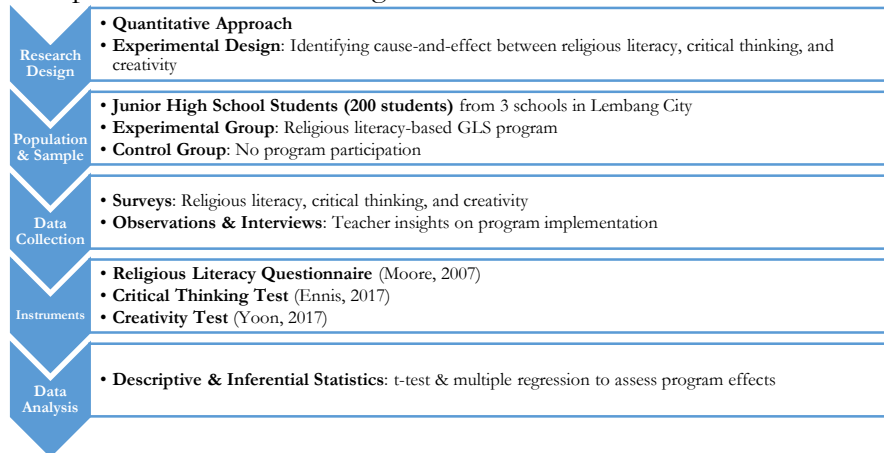 Research
Design
• Quantitative Approach
• Experimental Design: Identifying cause-and-effect between religious literacy, critical thinking, and
creativity
Population
& Sample
• Junior High School Students (200 students) from 3 schools in Lembang City
• Experimental Group: Religious literacy-based GLS program
• Control Group: No program participation
Data
Collection
• Surveys: Religious literacy, critical thinking, and creativity
• Observations & Interviews: Teacher insights on program implementation
Instruments
• Religious Literacy Questionnaire (Moore, 2007)
• Critical Thinking Test (Ennis, 2017)
• Creativity Test (Yoon, 2017)
Data
Analysis
• Descriptive & Inferential Statistics: t-test & multiple regression to assess program effects